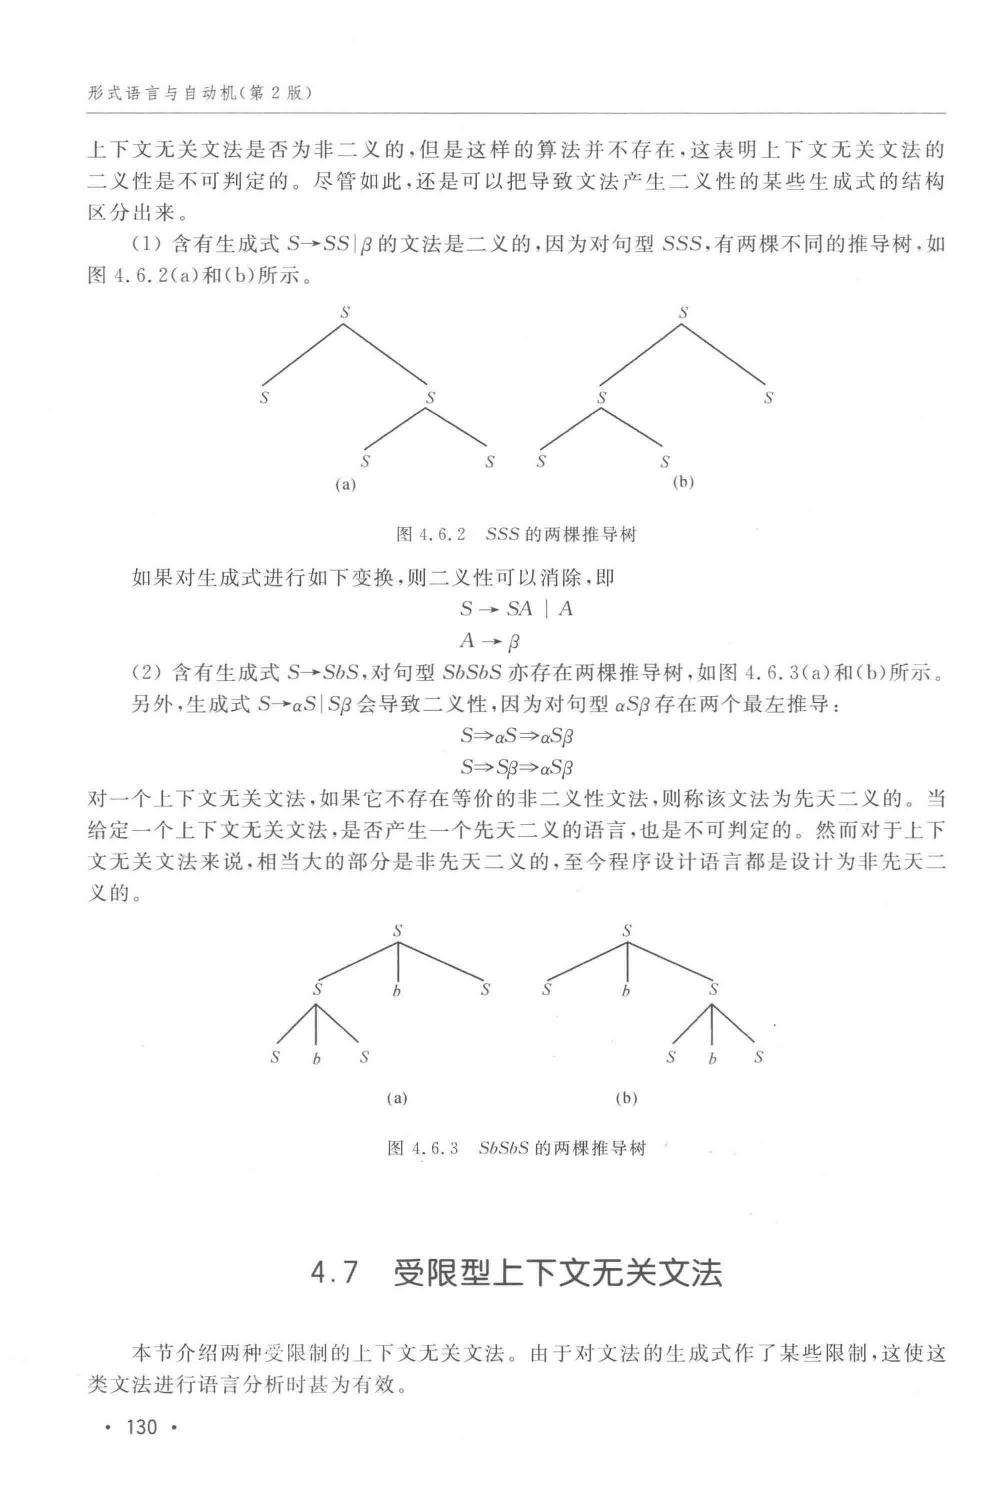 形式语言与自动机(第2版)
上下文无关文法是否为非二义的,但是这样的算法并不存在,这表明上下文无关文法的
二义性是不可判定的。尽管如此,还是可以把导致文法产生二义性的某些生成式的结构
区分出来。
(1) 含有生成式 S→SS|β的文法是二义的,因为对句型 SSS,有两棵不同的推导树,如
图 4.6.2(a)和(b)所示。
S S
S S S S
S S S S
(a) (b)
图 4.6.2 SSS 的两棵推导树
如果对生成式进行如下变换,则二义性可以消除,即
S → SA | A
A → β
(2) 含有生成式 S→SbS,对句型 SbSbS 亦存在两棵推导树,如图 4.6.3(a)和(b)所示。
另外,生成式 S→αS|Sβ 会导致二义性,因为对句型 αSβ 存在两个最左推导:
S⇒αS⇒αSβ
S⇒Sβ⇒αSβ
对一个上下文无关文法,如果它不存在等价的非二义性文法,则称该文法为先天二义的。当
给定一个上下文无关文法,是否产生一个先天二义的语言,也是不可判定的。然而对于上下
文无关文法来说,相当大的部分是非先天二义的,至今程序设计语言都是设计为非先天二
义的。
S S
S b S S b S
S b S S b S
(a) (b)
图 4.6.3 SbSbS 的两棵推导树
4.7 受限型上下文无关文法
本节介绍两种受限制的上下文无关文法。由于对文法的生成式作了某些限制,这使这
类文法进行语言分析时甚为有效。
· 130 ·